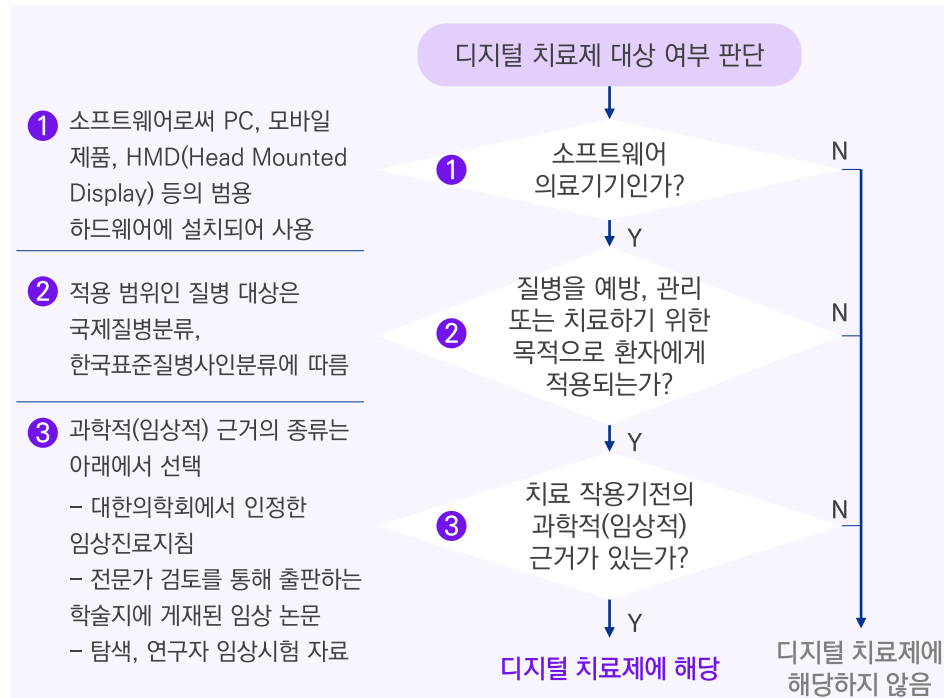 디지털 치료제 대상 여부 판단
1 소프트웨어로써 PC, 모바일
제품, HMD(Head Mounted
Display) 등의 범용
하드웨어에 설치되어 사용
2 적용 범위인 질병 대상은
국제질병분류,
한국표준질병사인분류에 따름
3 과학적(임상적) 근거의 종류는
아래에서 선택
– 대한의학회에서 인정한
임상진료지침
– 전문가 검토를 통해 출판하는
학술지에 게재된 임상 논문
– 탐색, 연구자 임상시험 자료
1 소프트웨어
의료기기인가?
N
Y
2 질병을 예방, 관리
또는 치료하기 위한
목적으로 환자에게
적용되는가?
N
Y
3 치료 작용기전의
과학적(임상적)
근거가 있는가?
N
Y
디지털 치료제에 해당
디지털 치료제에
해당하지 않음